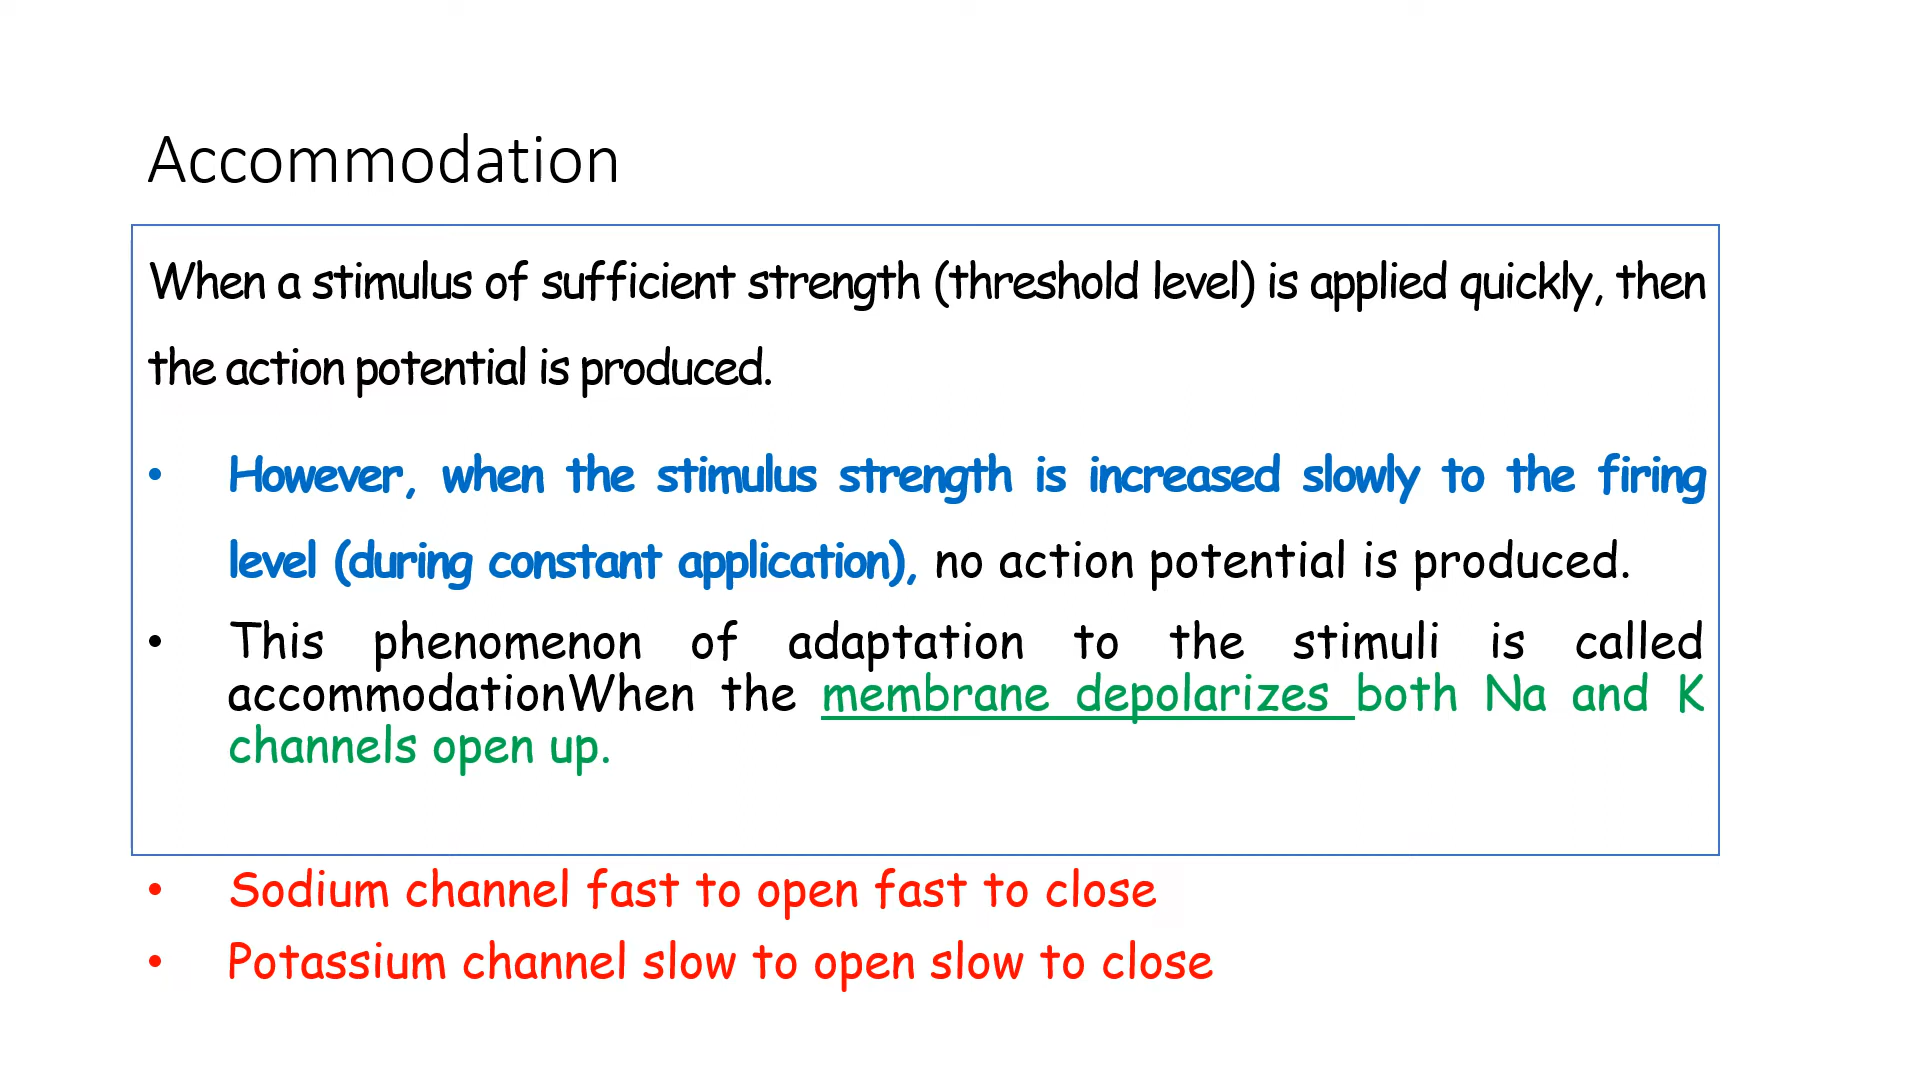 Accommodation
When a stimulus of sufficient strength (threshold level) is applied quickly, then
the action potential is produced.
• However, when the stimulus strength is increased slowly to the firing
level (during constant application), no action potential is produced.
• This phenomenon of adaptation to the stimuli is called
accommodationWhen the membrane depolarizes both Na and K
channels open up.
• Sodium channel fast to open fast to close
• Potassium channel slow to open slow to close